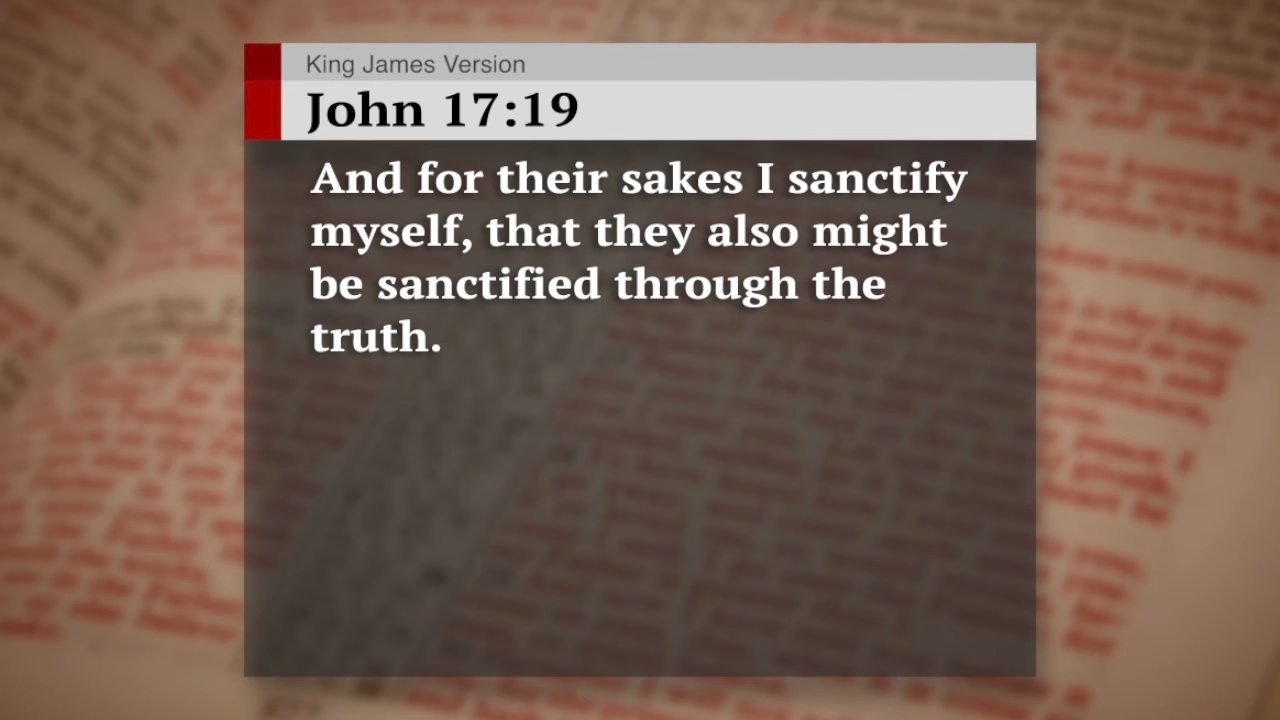 King James Version
John 17:19
And for their sakes I sanctify
myself, that they also might
be sanctified through the
truth.